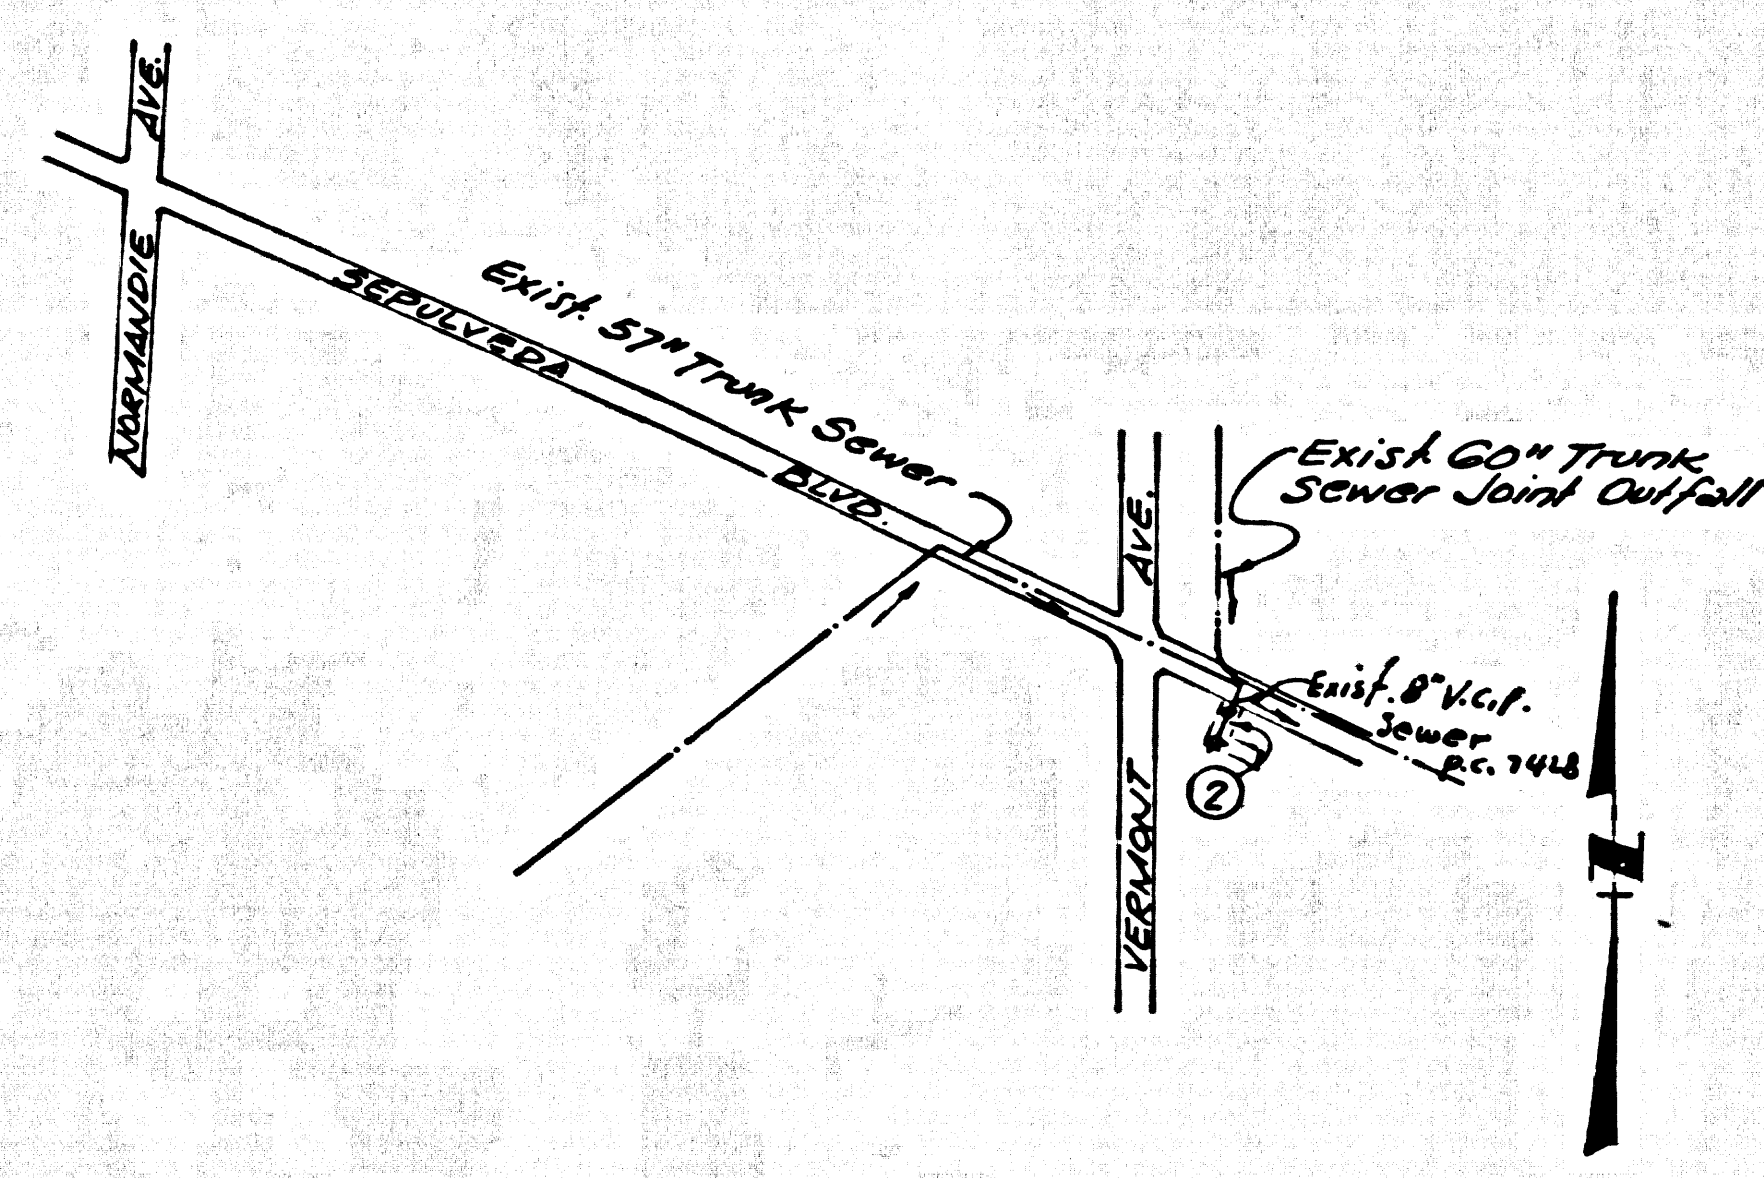 NORMANDIE AVE.
SEPULVEDA BLVD.
Exist. 57" Trunk Sewer
VERMONT AVE.
Exist. 60" Trunk
Sewer Joint Outfall
Exist. 8" V.C.P.
Sewer
P.C. 7428
2
N